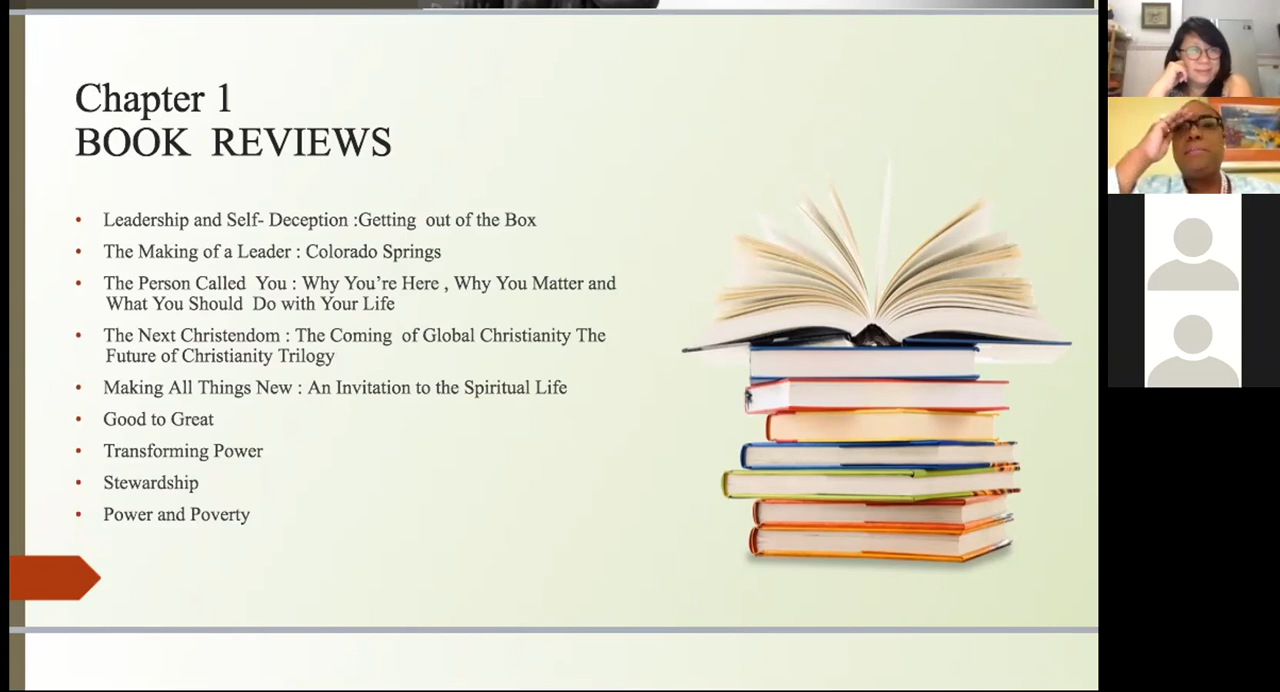 Chapter 1
BOOK REVIEWS
• Leadership and Self- Deception :Getting out of the Box
• The Making of a Leader : Colorado Springs
• The Person Called You : Why You're Here , Why You Matter and
What You Should Do with Your Life
• The Next Christendom : The Coming of Global Christianity The
Future of Christianity Trilogy
• Making All Things New : An Invitation to the Spiritual Life
• Good to Great
• Transforming Power
• Stewardship
• Power and Poverty